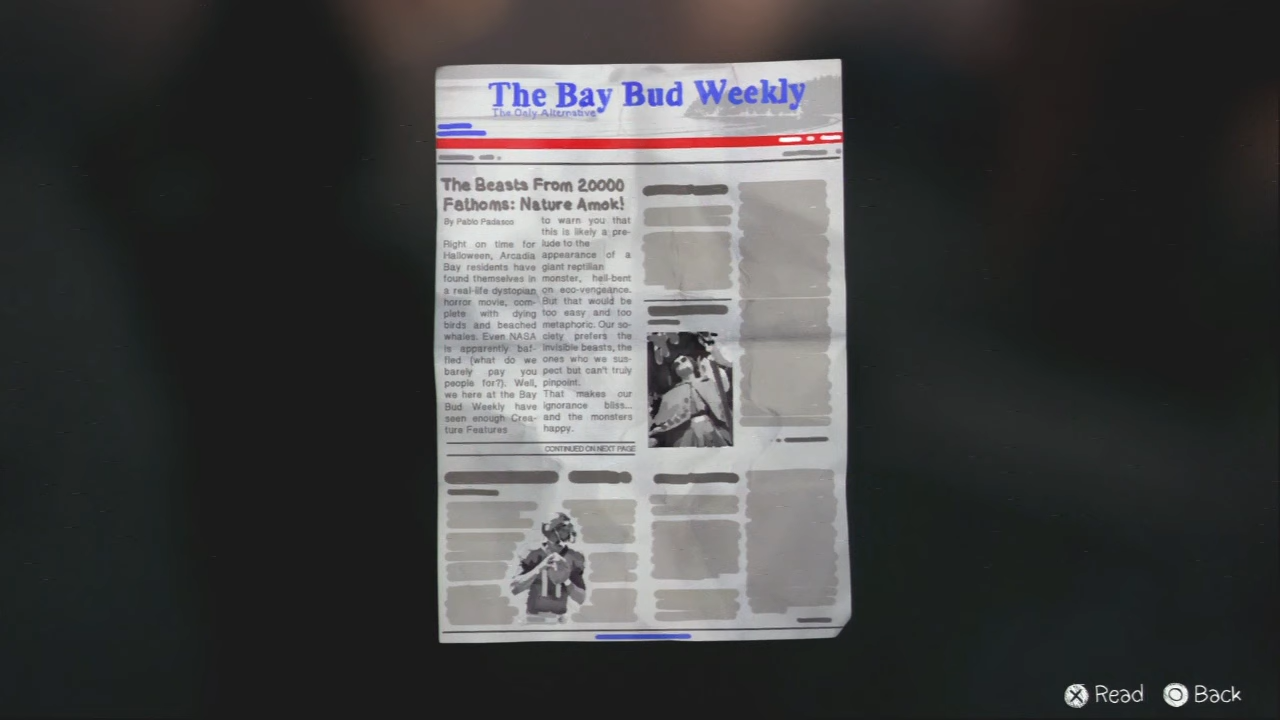 The Bay Bud Weekly
The Only Alternative
The Beasts From 20000
Fathoms: Nature Amok!
By Pablo Padasco
Right on time for
Halloween, Arcadia
Bay residents have
found themselves in
a real-life dystopian
horror movie, com-
plete with dying
birds and beached
whales. Even NASA
is apparently baf-
fled (what do we
barely pay you
people for?). Well,
we here at the Bay
Bud Weekly have
seen enough Crea-
ture Features
to warn you that
this is likely a pre-
lude to the
appearance of a
giant reptilian
monster, hell-bent
on eco-vengeance.
But that would be
too easy and too
metaphoric. Our so-
ciety prefers the
invisible beasts, the
ones who we sus-
pect but can't truly
pinpoint.
That makes our
ignorance bliss...
and the monsters
happy.
CONTINUED ON NEXT PAGE
11
Read
Back